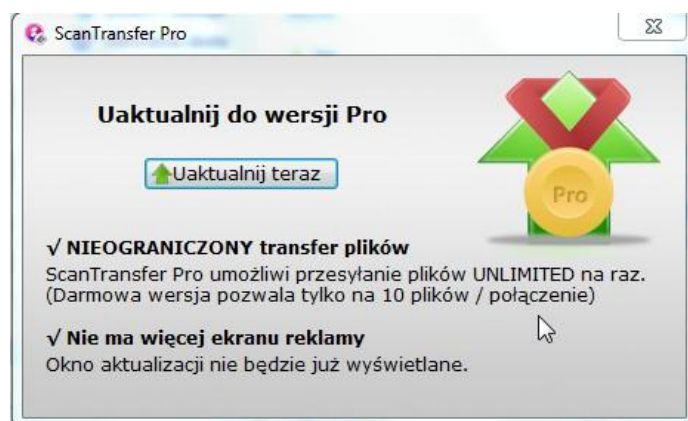 ScanTransfer Pro
Uaktualnij do wersji Pro
Uaktualnij teraz
Pro
√ NIEOGRANICZONY transfer plików
ScanTransfer Pro umożliwi przesyłanie plików UNLIMITED na raz.
(Darmowa wersja pozwala tylko na 10 plików / połączenie)
√ Nie ma więcej ekranu reklamy
Okno aktualizacji nie będzie już wyświetlane.